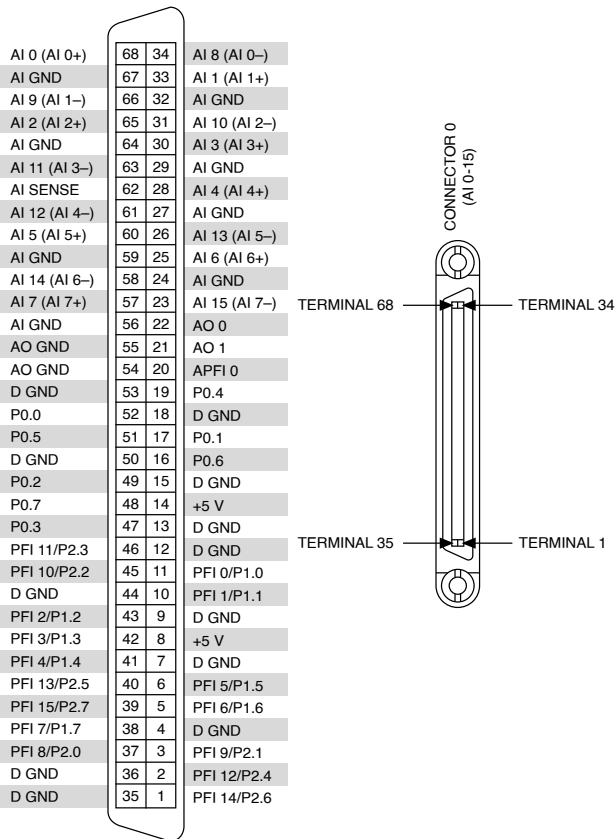 AI 0 (AI 0+) 68 34 AI 8 (AI 0–)
AI GND 67 33 AI 1 (AI 1+)
AI 9 (AI 1–) 66 32 AI GND
AI 2 (AI 2+) 65 31 AI 10 (AI 2–)
AI GND 64 30 AI 3 (AI 3+)
AI 11 (AI 3–) 63 29 AI GND
AI SENSE 62 28 AI 4 (AI 4+)
AI 12 (AI 4–) 61 27 AI GND
AI 5 (AI 5+) 60 26 AI 13 (AI 5–)
AI GND 59 25 AI 6 (AI 6+)
AI 14 (AI 6–) 58 24 AI GND
AI 7 (AI 7+) 57 23 AI 15 (AI 7–)
AI GND 56 22 AO 0
AO GND 55 21 AO 1
AO GND 54 20 APFI 0
D GND 53 19 P0.4
P0.0 52 18 D GND
P0.5 51 17 P0.1
D GND 50 16 P0.6
P0.2 49 15 D GND
P0.7 48 14 +5 V
P0.3 47 13 D GND
PFI 11/P2.3 46 12 D GND
PFI 10/P2.2 45 11 PFI 0/P1.0
D GND 44 10 PFI 1/P1.1
PFI 2/P1.2 43 9 D GND
PFI 3/P1.3 42 8 +5 V
PFI 4/P1.4 41 7 D GND
PFI 13/P2.5 40 6 PFI 5/P1.5
PFI 15/P2.7 39 5 PFI 6/P1.6
PFI 7/P1.7 38 4 D GND
PFI 8/P2.0 37 3 PFI 9/P2.1
D GND 36 2 PFI 12/P2.4
D GND 35 1 PFI 14/P2.6
CONNECTOR 0
(AI 0-15)
TERMINAL 68 TERMINAL 34
TERMINAL 35 TERMINAL 1